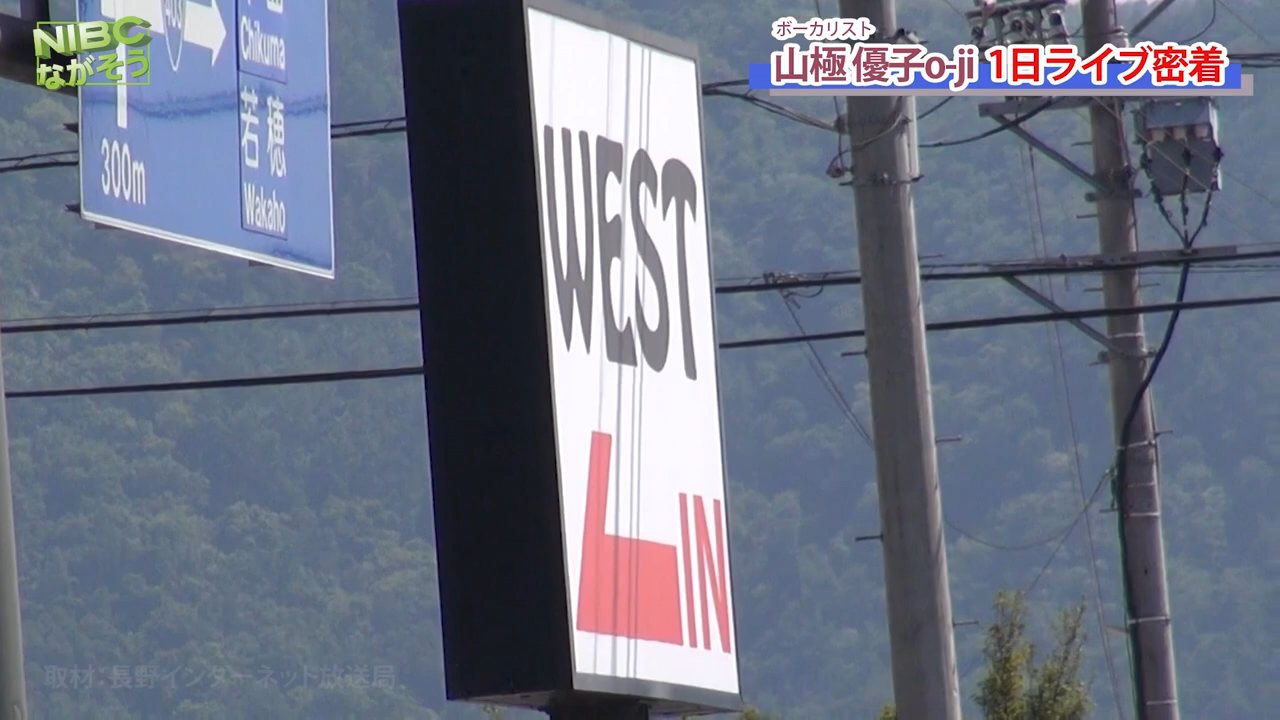 NIBC
ながそう
403
Chikuma
若穂
Wakaho
300m
ボーカリスト
山極 優子o-ji 1日ライブ密着
WEST
IN
取材：長野インターネット放送局